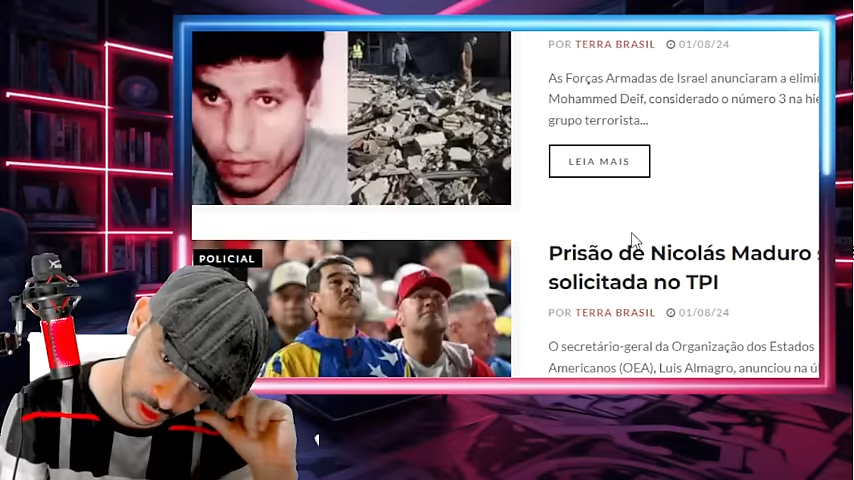 POR TERRA BRASIL 01/08/24
As Forças Armadas de Israel anunciaram a
Mohammed Deif, considerado o número 3 na
grupo terrorista...
LEIA MAIS
POLICIAL
Prisão de Nicolás Maduro
solicitada no TPI
POR TERRA BRASIL 01/08/24
O secretário-geral da Organização dos Estados
Americanos (OEA), Luis Almagro, anunciou na